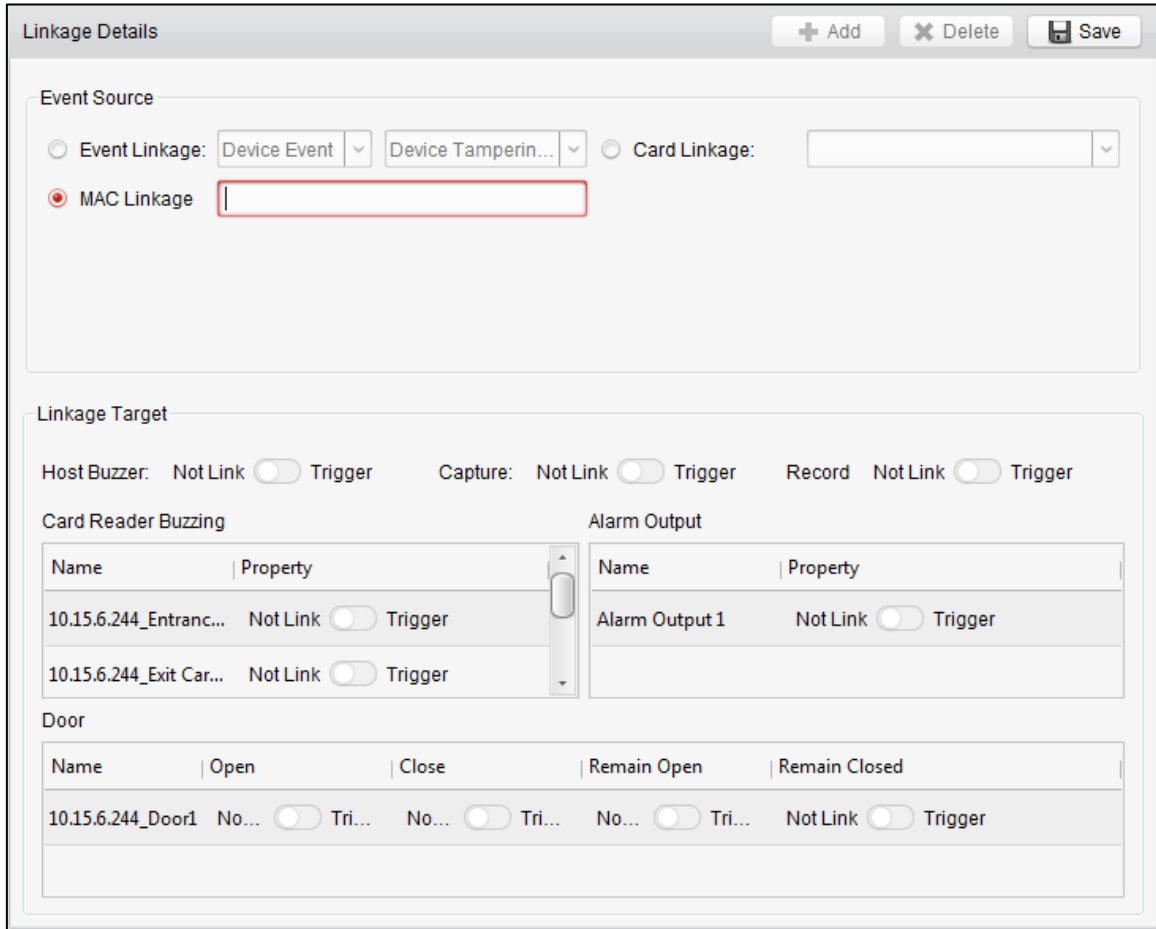 Linkage Details Add Delete Save
Event Source
Event Linkage: Device Event Device Tamperin... Card Linkage:
MAC Linkage
Linkage Target
Host Buzzer: Not Link Trigger Capture: Not Link Trigger Record Not Link Trigger
Card Reader Buzzing Alarm Output
Name Property Name Property
10.15.6.244_Entranc... Not Link Trigger Alarm Output 1 Not Link Trigger
10.15.6.244_Exit Car... Not Link Trigger
Door
Name Open Close Remain Open Remain Closed
10.15.6.244_Door1 No... Tri... No... Tri... No... Tri... Not Link Trigger